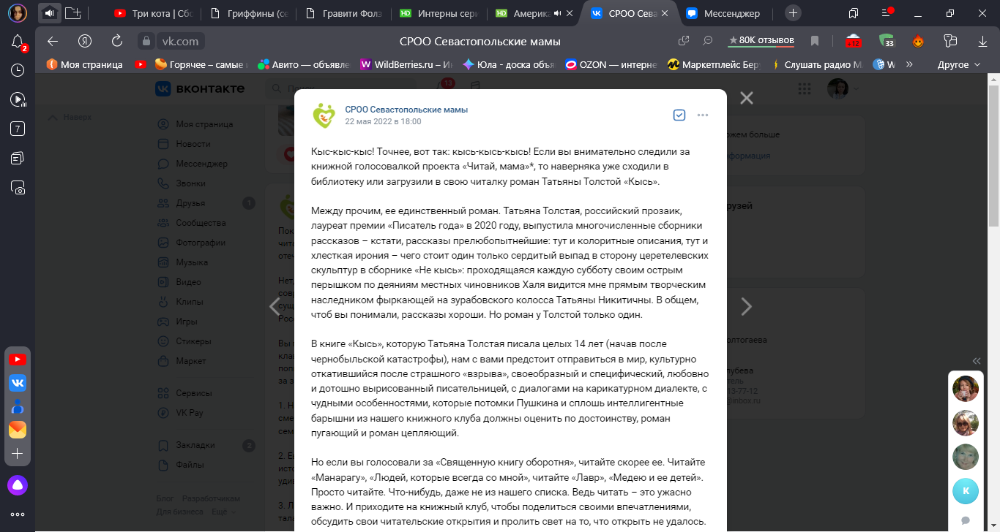 Три кота | Сбо
Гриффины (се
Гравити Фолз
HD Интерны сери
HD Америка
СРОО Сева
Мессенджер
vk.com
СРОО Севастопольские мамы
★ 80K отзывов
+12
33
2
Моя страница
Горячее – самые
Авито — объявле
WildBerries.ru – И
Юла - доска объя
OZON — интерне
Маркетплейс Бер
Слушать радио М
W
»
Другое
7
вконтакте
13
Наверх
Моя страница
Новости
Мессенджер
Звонки
Друзья
1
Сообщества
Фотографии
Музыка
Видео
Клипы
Игры
Стикеры
Маркет
Сервисы
VK Pay
Закладки
2
Файлы
Блог Разработчикам
Для бизнеса Ещё
СРОО Севастопольские мамы
22 мая 2022 в 18:00
Кыс-кыс-кыс! Точнее, вот так: кысь-кысь-кысь! Если вы внимательно следили за
книжной голосовалкой проекта «Читай, мама»*, то наверняка уже сходили в
библиотеку или загрузили в свою читалку роман Татьяны Толстой «Кысь».
Между прочим, ее единственный роман. Татьяна Толстая, российский прозаик,
лауреат премии «Писатель года» в 2020 году, выпустила многочисленные сборники
рассказов – кстати, рассказы прелюбопытнейшие: тут и колоритные описания, тут и
хлесткая ирония – чего стоит один только сердитый выпад в сторону церетелевских
скульптур в сборнике «Не кысь»: проходящаяся каждую субботу своим острым
перышком по деяниям местных чиновников Халя видится мне прямым творческим
наследником фыркающей на зурабовского колосса Татьяны Никитичны. В общем,
чтоб вы понимали, рассказы хороши. Но роман у Толстой только один.
В книге «Кысь», которую Татьяна Толстая писала целых 14 лет (начав после
чернобыльской катастрофы), нам с вами предстоит отправиться в мир, культурно
откатившийся после страшного «взрыва», своеобразный и специфический, любовно
и дотошно вырисованный писательницей, с диалогами на карикатурном диалекте, с
чудными особенностями, которые потомки Пушкина и сплошь интеллигентные
барышни из нашего книжного клуба должны оценить по достоинству, роман
пугающий и роман цепляющий.
Но если вы голосовали за «Священную книгу оборотня», читайте скорее ее. Читайте
«Манарагу», «Людей, которые всегда со мной», читайте «Лавр», «Медею и ее детей».
Просто читайте. Что-нибудь, даже не из нашего списка. Ведь читать – это ужасно
важно. И приходите на книжный клуб, чтобы поделиться своими впечатлениями,
обсудить свои читательские открытия и пролить свет на то, что открыть не удалось.
ожем больше
нформация
рузей
олтогаева
лубева
тель
13-77-12
@inbox.ru
К